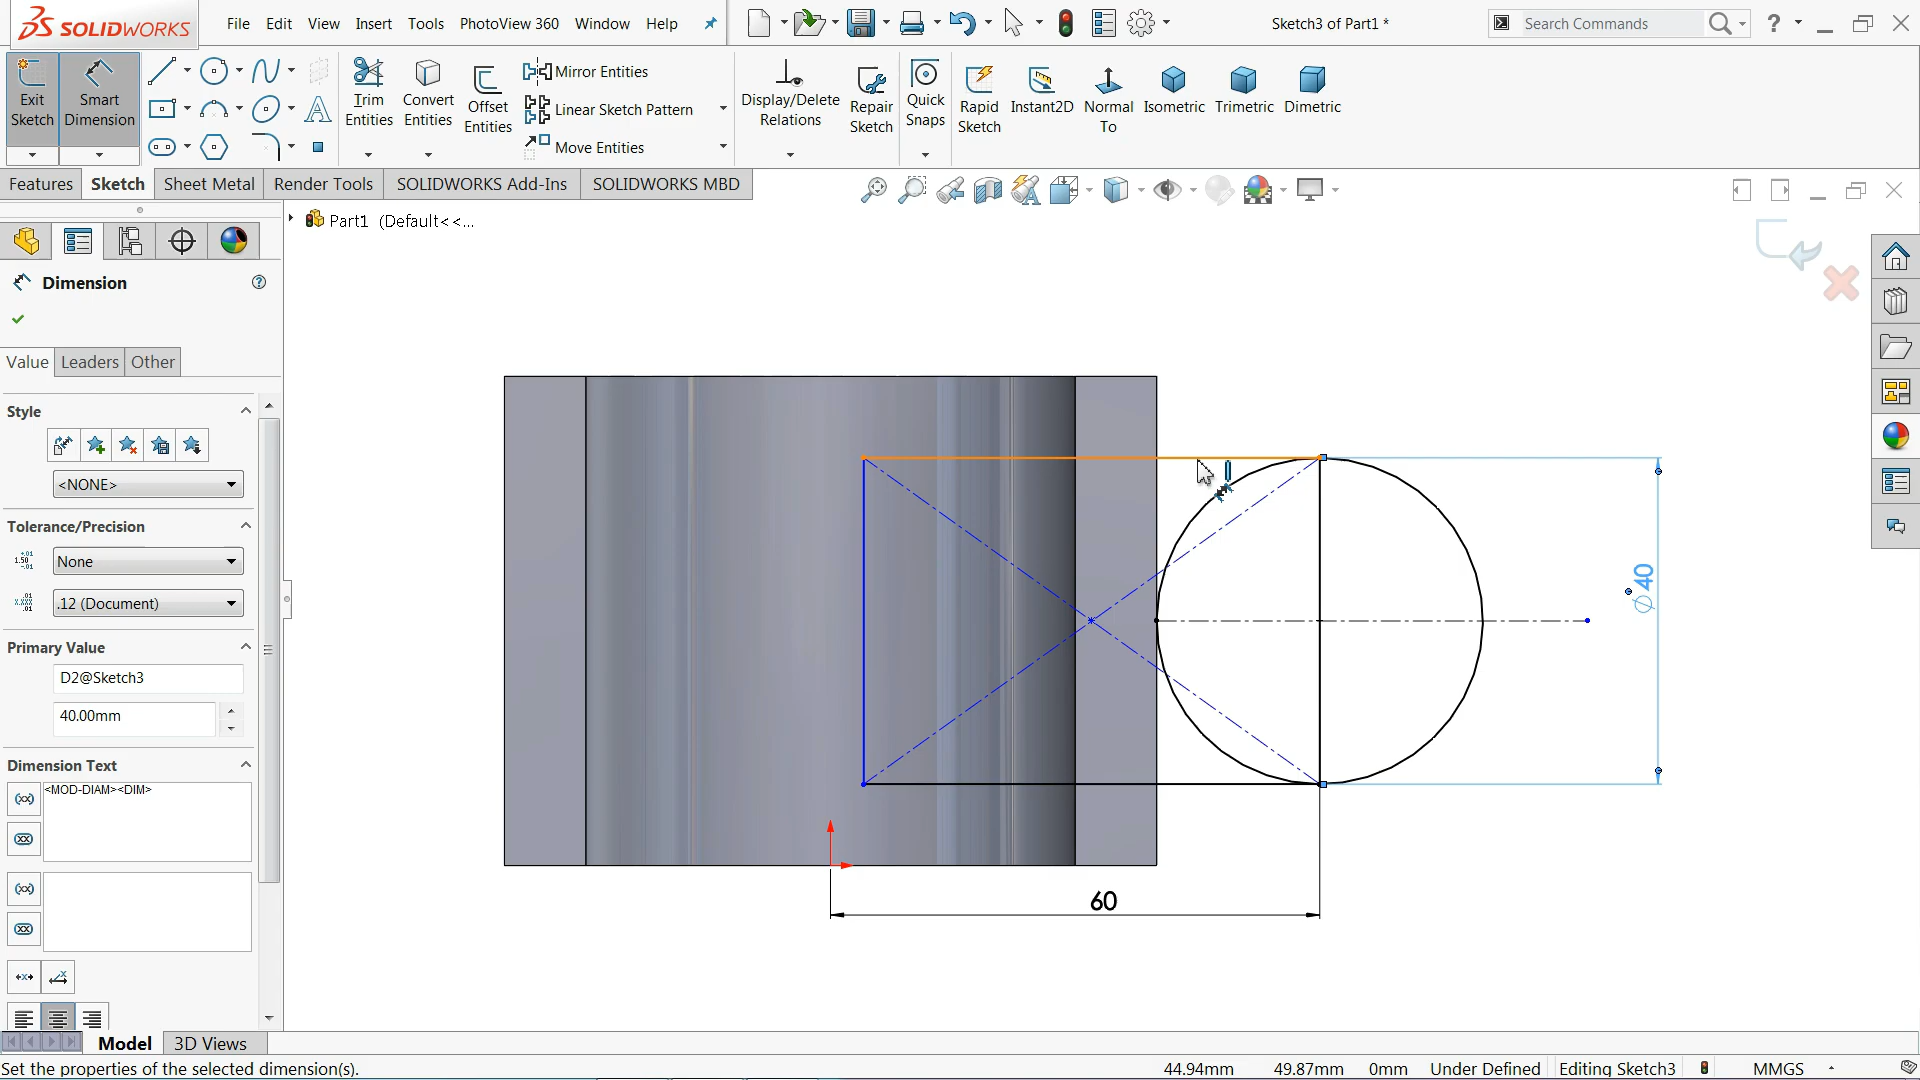 SOLIDWORKS
File Edit View Insert Tools PhotoView 360 Window Help
Sketch3 of Part1 *
Search Commands
Exit Sketch
Smart Dimension
Trim Entities
Convert Entities
Offset Entities
Mirror Entities
Linear Sketch Pattern
Move Entities
Display/Delete Relations
Repair Sketch
Quick Snaps
Rapid Sketch
Instant2D
Normal To
Isometric
Trimetric
Dimetric
Features Sketch Sheet Metal Render Tools SOLIDWORKS Add-Ins SOLIDWORKS MBD
Part1 (Default<<...
Dimension
Value Leaders Other
Style
<NONE>
Tolerance/Precision
None
.12 (Document)
Primary Value
D2@Sketch3
40.00mm
Dimension Text
<MOD-DIAM><DIM>
∅40
60
Model 3D Views
Set the properties of the selected dimension(s).
44.94mm 49.87mm 0mm Under Defined Editing Sketch3 MMGS